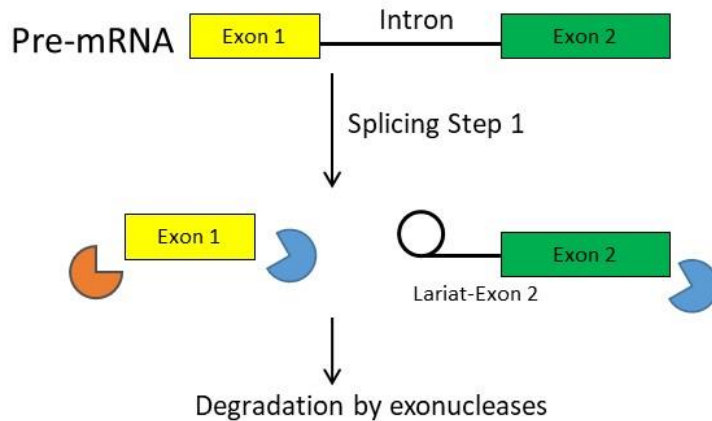 Pre-mRNA
Exon 1
Intron
Exon 2
Splicing Step 1
Exon 1
Exon 2
Lariat-Exon 2
Degradation by exonucleases